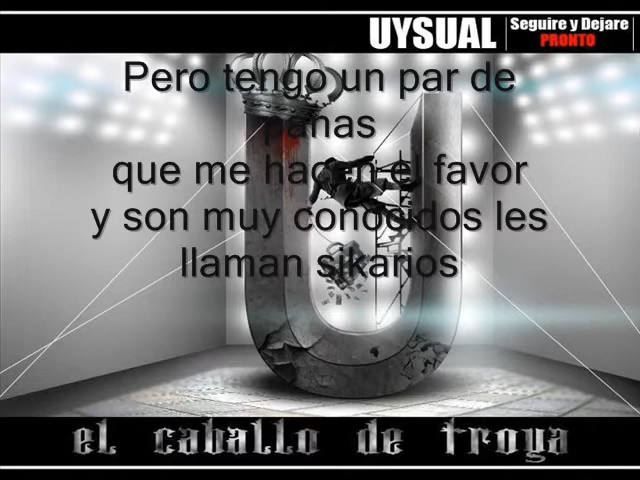 UYSUAL
Seguire y Dejare
PRONTO
Pero tengo un par de
panas
que me hacen el favor
y son muy conocidos les
llaman sikarios
el caballo de troya